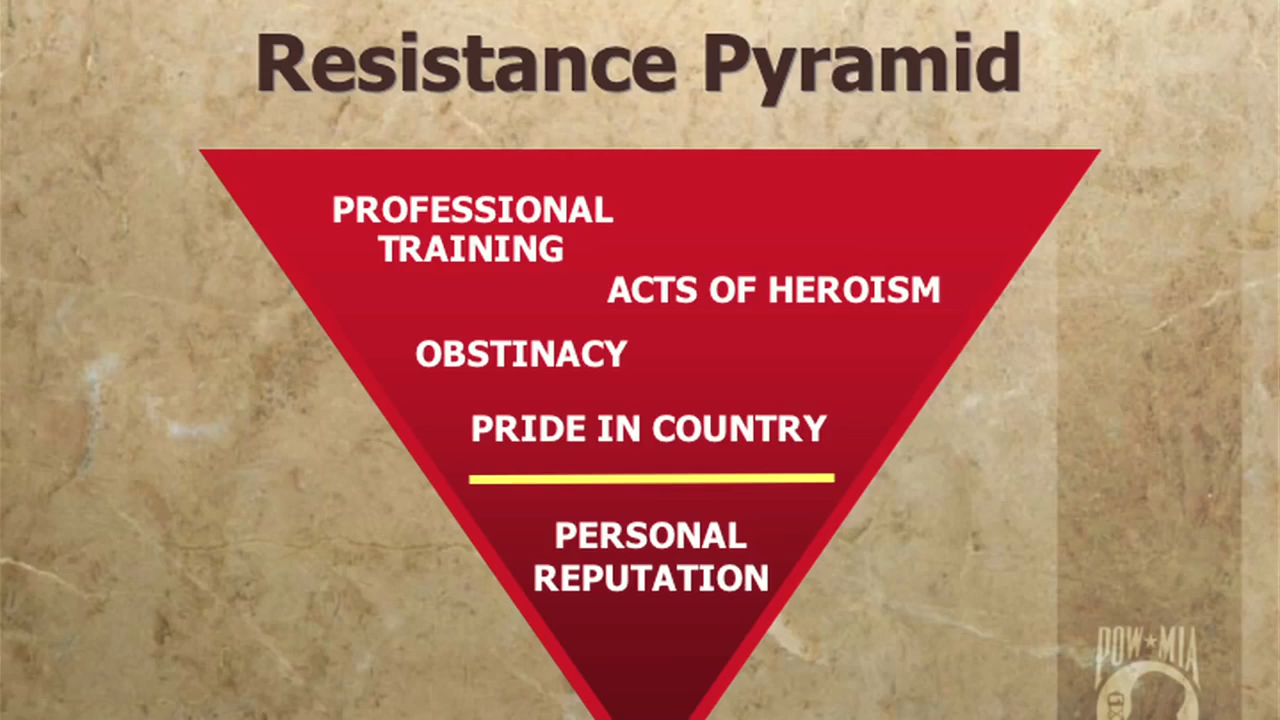 Resistance Pyramid
PROFESSIONAL
TRAINING
ACTS OF HEROISM
OBSTINACY
PRIDE IN COUNTRY
PERSONAL
REPUTATION
POW★MIA